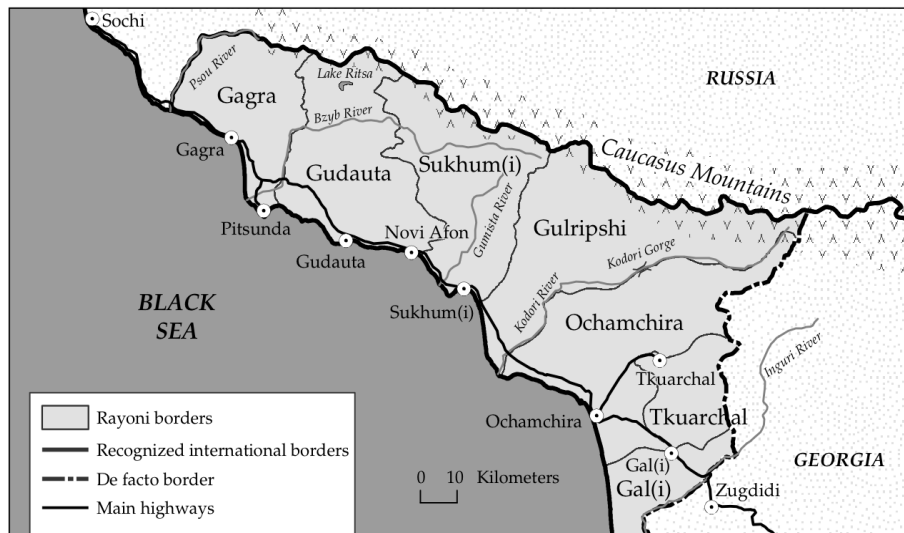 Sochi
RUSSIA
Psou River
Lake Ritsa
Gagra
Bzyb River
Gagra
Caucasus Mountains
Sukhum(i)
Gudauta
Gumista River
Gulripshi
Pitsunda
Novi Afon
Gudauta
Kodori Gorge
BLACK
SEA
Sukhum(i)
Kodori River
Ochamchira
Inguri River
Tkuarchal
Ochamchira
Tkuarchal
Gal(i)
GEORGIA
Gal(i)
Zugdidi
Rayoni borders
Recognized international borders
De facto border
Main highways
0 10 Kilometers